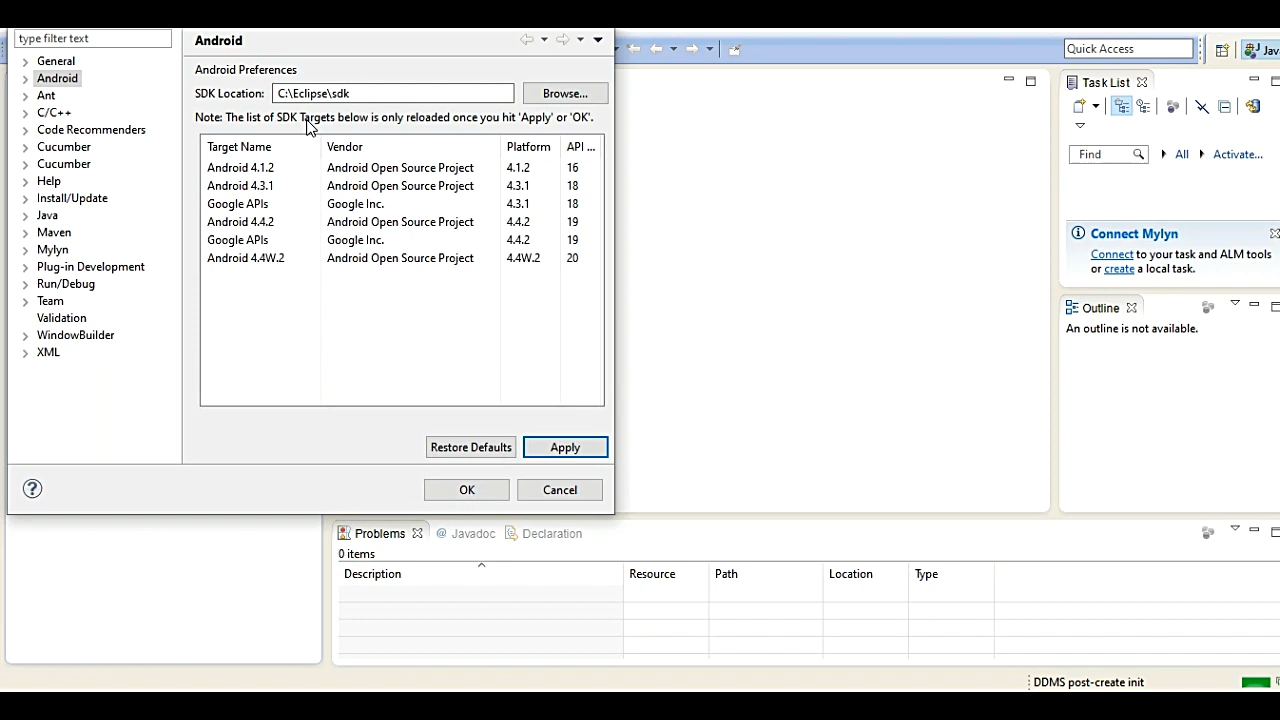 type filter text
General
Android
Ant
C/C++
Code Recommenders
Cucumber
Cucumber
Help
Install/Update
Java
Maven
Mylyn
Plug-in Development
Run/Debug
Team
Validation
WindowBuilder
XML
Android
Android Preferences
SDK Location: C:\Eclipse\sdk Browse...
Note: The list of SDK Targets below is only reloaded once you hit 'Apply' or 'OK'.
Target Name Vendor Platform API ...
Android 4.1.2 Android Open Source Project 4.1.2 16
Android 4.3.1 Android Open Source Project 4.3.1 18
Google APIs Google Inc. 4.3.1 18
Android 4.4.2 Android Open Source Project 4.4.2 19
Google APIs Google Inc. 4.4.2 19
Android 4.4W.2 Android Open Source Project 4.4W.2 20
Restore Defaults Apply
OK Cancel
Quick Access
Jav
Task List
Find All Activate...
Connect Mylyn
Connect to your task and ALM tools
or create a local task.
Outline
An outline is not available.
Problems @ Javadoc Declaration
0 items
Description Resource Path Location Type
DDMS post-create init